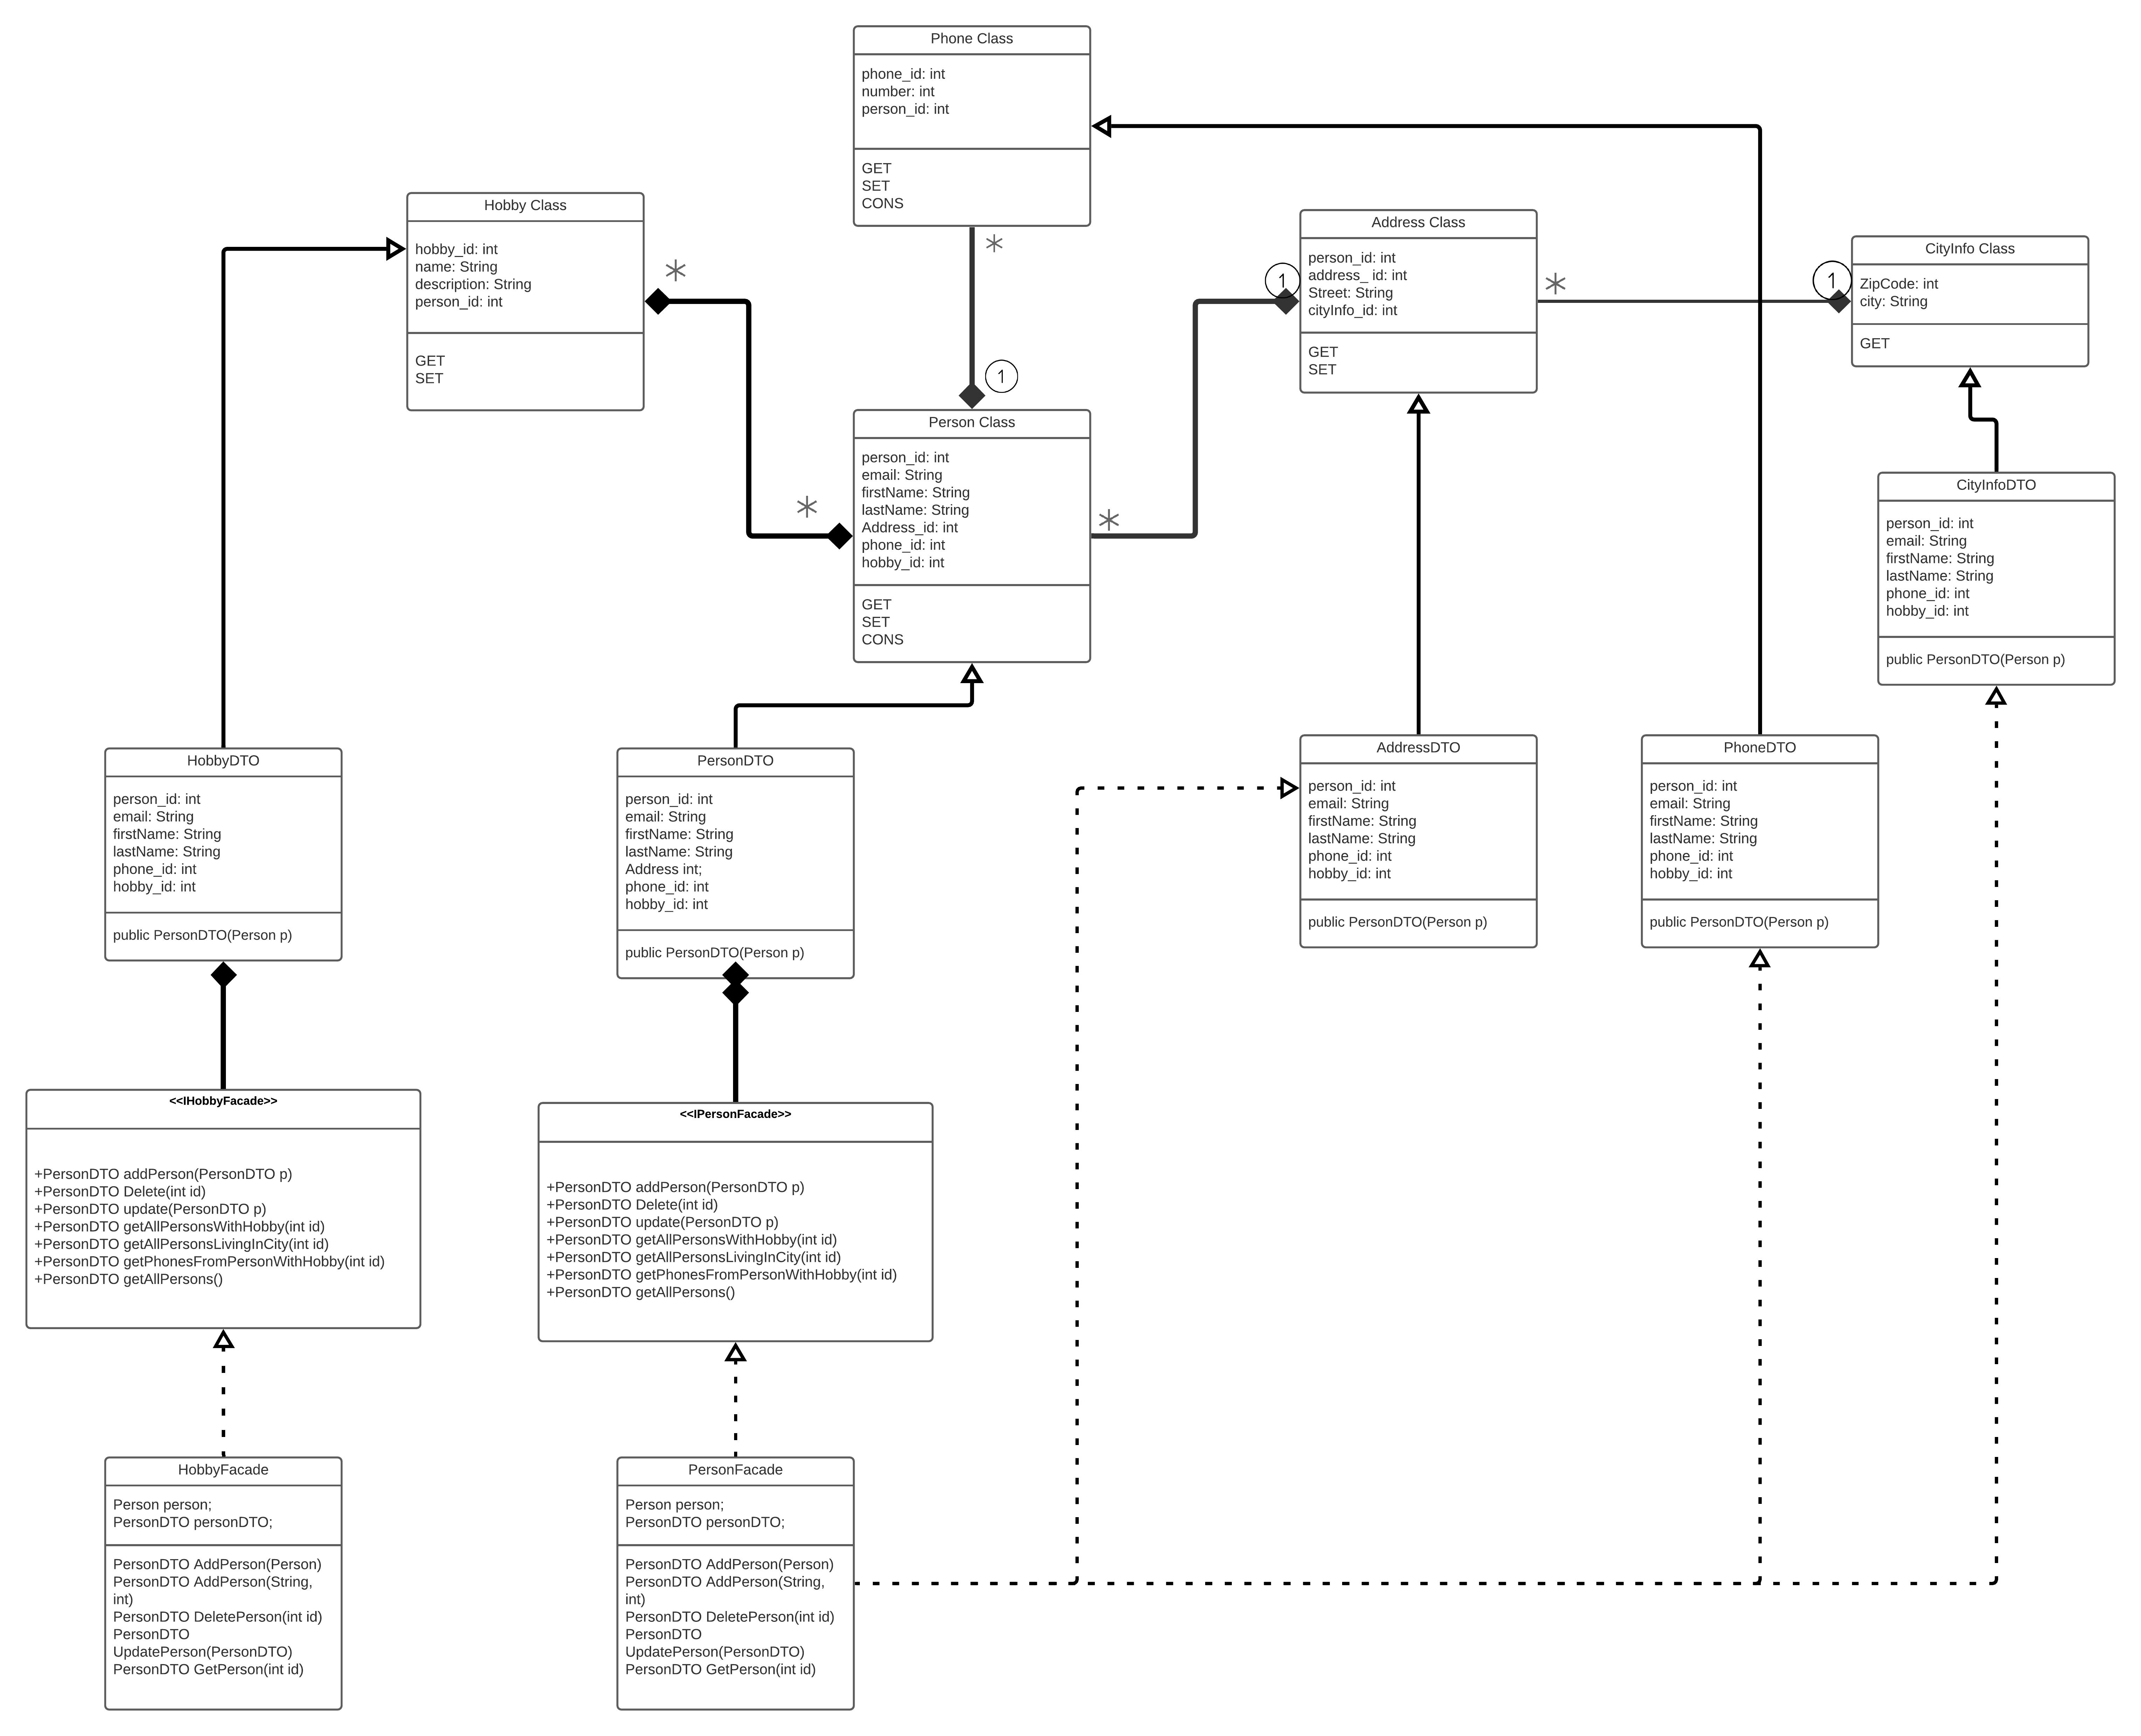 Phone Class
phone_id: int
number: int
person_id: int
GET
SET
CONS
Hobby Class
hobby_id: int
name: String
description: String
person_id: int
GET
SET
*
*
*
1
Address Class
person_id: int
address_id: int
Street: String
cityInfo_id: int
GET
SET
1
*
*
1
CityInfo Class
ZipCode: int
city: String
GET
Person Class
person_id: int
email: String
firstName: String
lastName: String
Address_id: int
phone_id: int
hobby_id: int
GET
SET
CONS
CityInfoDTO
person_id: int
email: String
firstName: String
lastName: String
phone_id: int
hobby_id: int
public PersonDTO(Person p)
HobbyDTO
person_id: int
email: String
firstName: String
lastName: String
phone_id: int
hobby_id: int
public PersonDTO(Person p)
PersonDTO
person_id: int
email: String
firstName: String
lastName: String
Address int;
phone_id: int
hobby_id: int
public PersonDTO(Person p)
AddressDTO
person_id: int
email: String
firstName: String
lastName: String
phone_id: int
hobby_id: int
public PersonDTO(Person p)
PhoneDTO
person_id: int
email: String
firstName: String
lastName: String
phone_id: int
hobby_id: int
public PersonDTO(Person p)
<<IHobbyFacade>>
+PersonDTO addPerson(PersonDTO p)
+PersonDTO Delete(int id)
+PersonDTO update(PersonDTO p)
+PersonDTO getAllPersonsWithHobby(int id)
+PersonDTO getAllPersonsLivingInCity(int id)
+PersonDTO getPhonesFromPersonWithHobby(int id)
+PersonDTO getAllPersons()
<<IPersonFacade>>
+PersonDTO addPerson(PersonDTO p)
+PersonDTO Delete(int id)
+PersonDTO update(PersonDTO p)
+PersonDTO getAllPersonsWithHobby(int id)
+PersonDTO getAllPersonsLivingInCity(int id)
+PersonDTO getPhonesFromPersonWithHobby(int id)
+PersonDTO getAllPersons()
HobbyFacade
Person person;
PersonDTO personDTO;
PersonDTO AddPerson(Person)
PersonDTO AddPerson(String,
int)
PersonDTO DeletePerson(int id)
PersonDTO
UpdatePerson(PersonDTO)
PersonDTO GetPerson(int id)
PersonFacade
Person person;
PersonDTO personDTO;
PersonDTO AddPerson(Person)
PersonDTO AddPerson(String,
int)
PersonDTO DeletePerson(int id)
PersonDTO
UpdatePerson(PersonDTO)
PersonDTO GetPerson(int id)